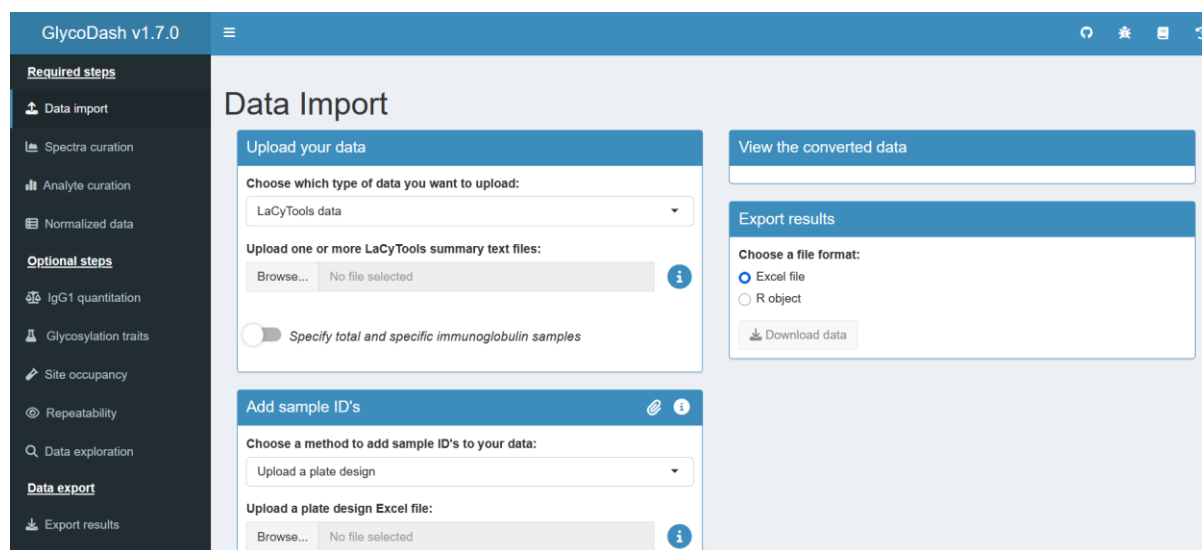 GlycoDash v1.7.0
Required steps
Data import
Spectra curation
Analyte curation
Normalized data
Optional steps
IgG1 quantitation
Glycosylation traits
Site occupancy
Repeatability
Data exploration
Data export
Export results
Data Import
Upload your data
Choose which type of data you want to upload:
LaCyTools data
Upload one or more LaCyTools summary text files:
Browse... No file selected
Specify total and specific immunoglobulin samples
Add sample ID's
Choose a method to add sample ID's to your data:
Upload a plate design
Upload a plate design Excel file:
Browse... No file selected
View the converted data
Export results
Choose a file format:
Excel file
R object
Download data